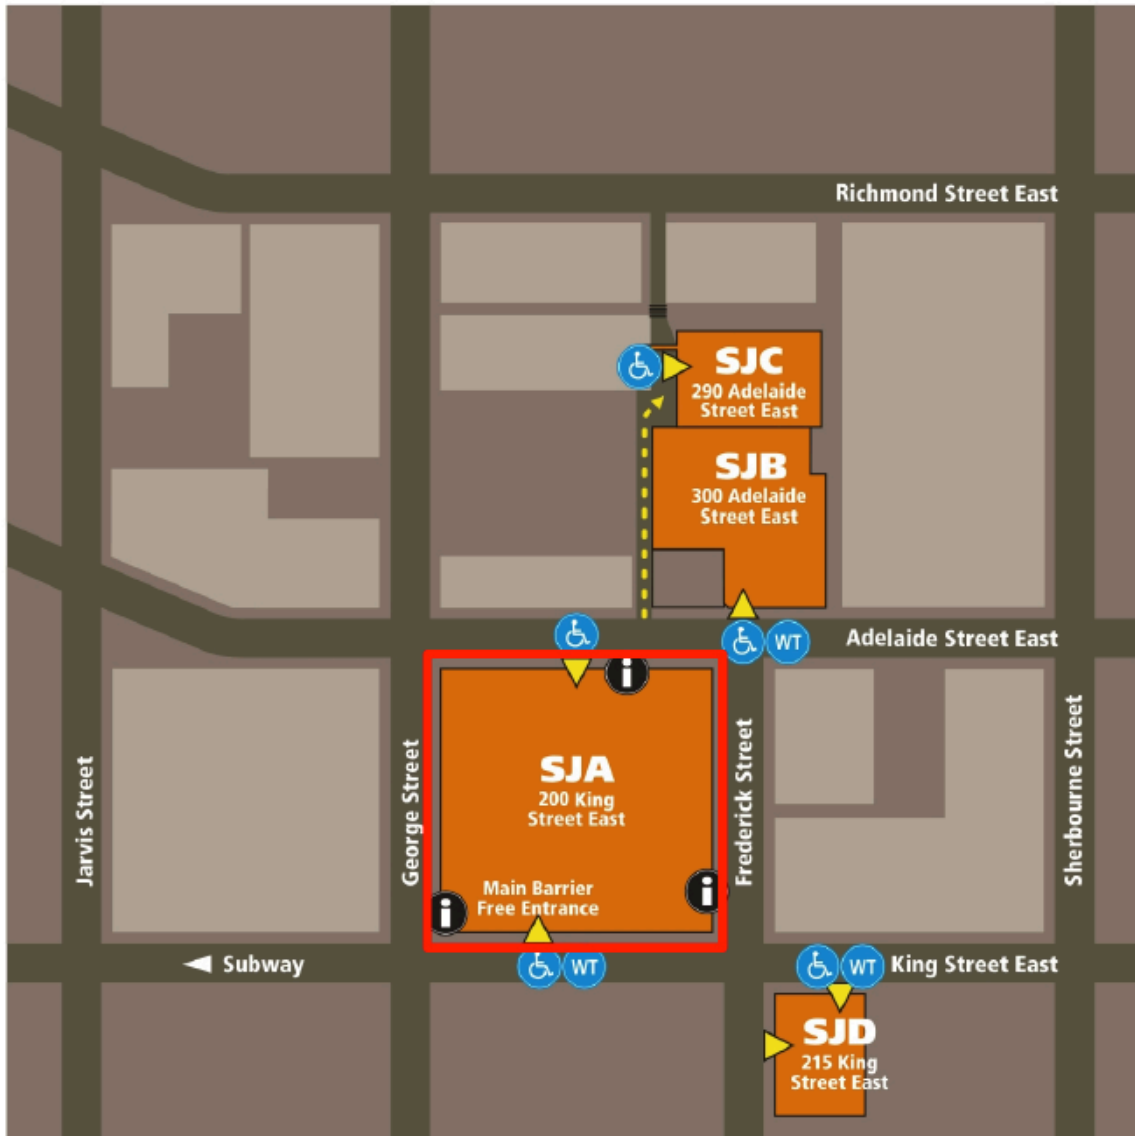 Richmond Street East
SJC
290 Adelaide
Street East
SJB
300 Adelaide
Street East
WT
Adelaide Street East
Jarvis Street
George Street
i
SJA
200 King
Street East
Main Barrier
Free Entrance
i
i
Frederick Street
Sherbourne Street
Subway
WT
WT
King Street East
SJD
215 King
Street East